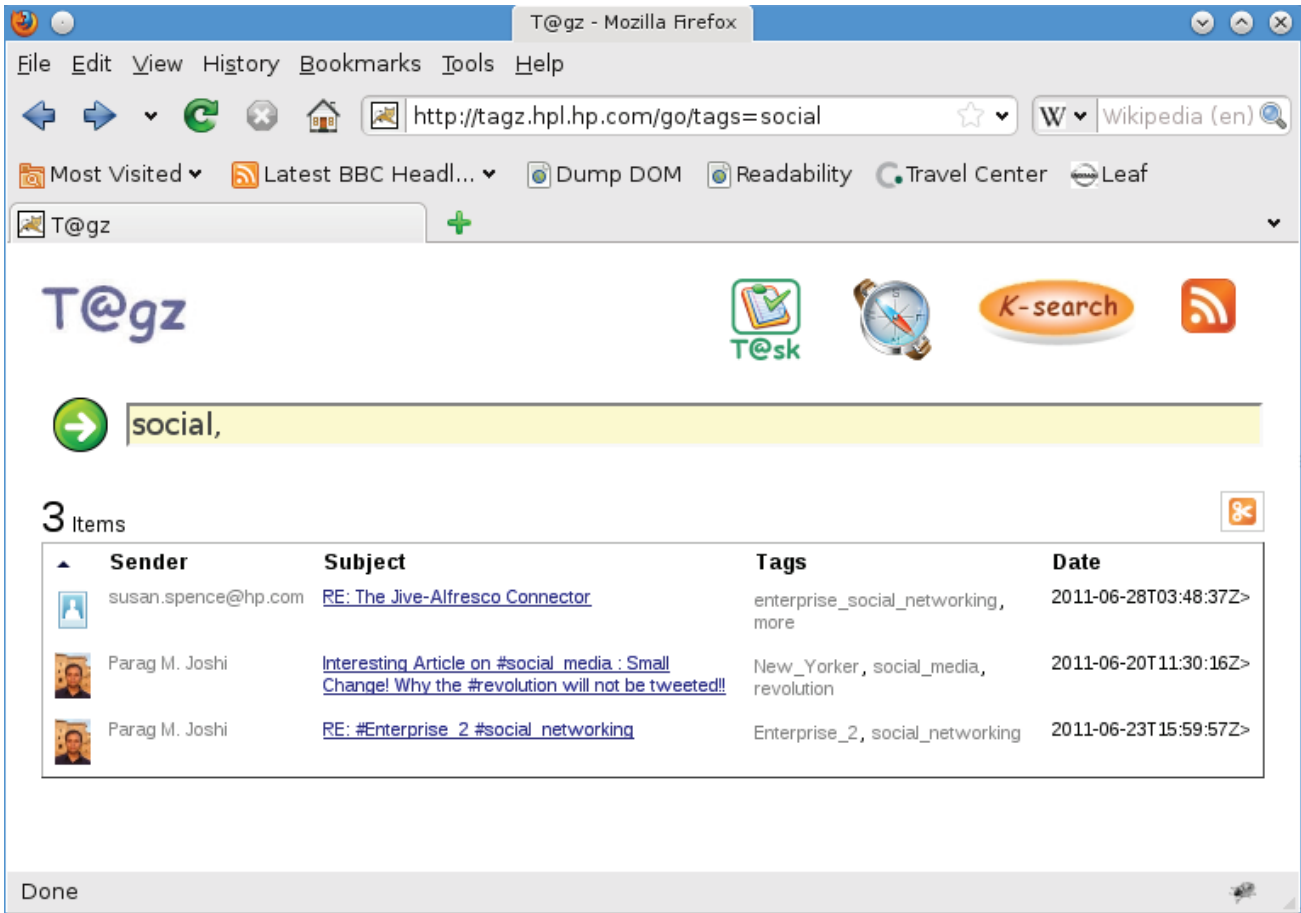 T@gz - Mozilla Firefox
File Edit View History Bookmarks Tools Help
http://tagz.hpl.hp.com/go/tags=social
W Wikipedia (en)
Most Visited Latest BBC Headl... Dump DOM Readability Travel Center Leaf
T@gz
T@gz
T@sk
K-search
social,
3 Items
Sender Subject Tags Date
susan.spence@hp.com RE: The Jive-Alfresco Connector enterprise_social_networking, 2011-06-28T03:48:37Z>
more
Parag M. Joshi Interesting Article on #social_media : Small New_Yorker, social_media, 2011-06-20T11:30:16Z>
Change! Why the #revolution will not be tweeted!! revolution
Parag M. Joshi RE: #Enterprise_2 #social_networking Enterprise_2, social_networking 2011-06-23T15:59:57Z>
Done